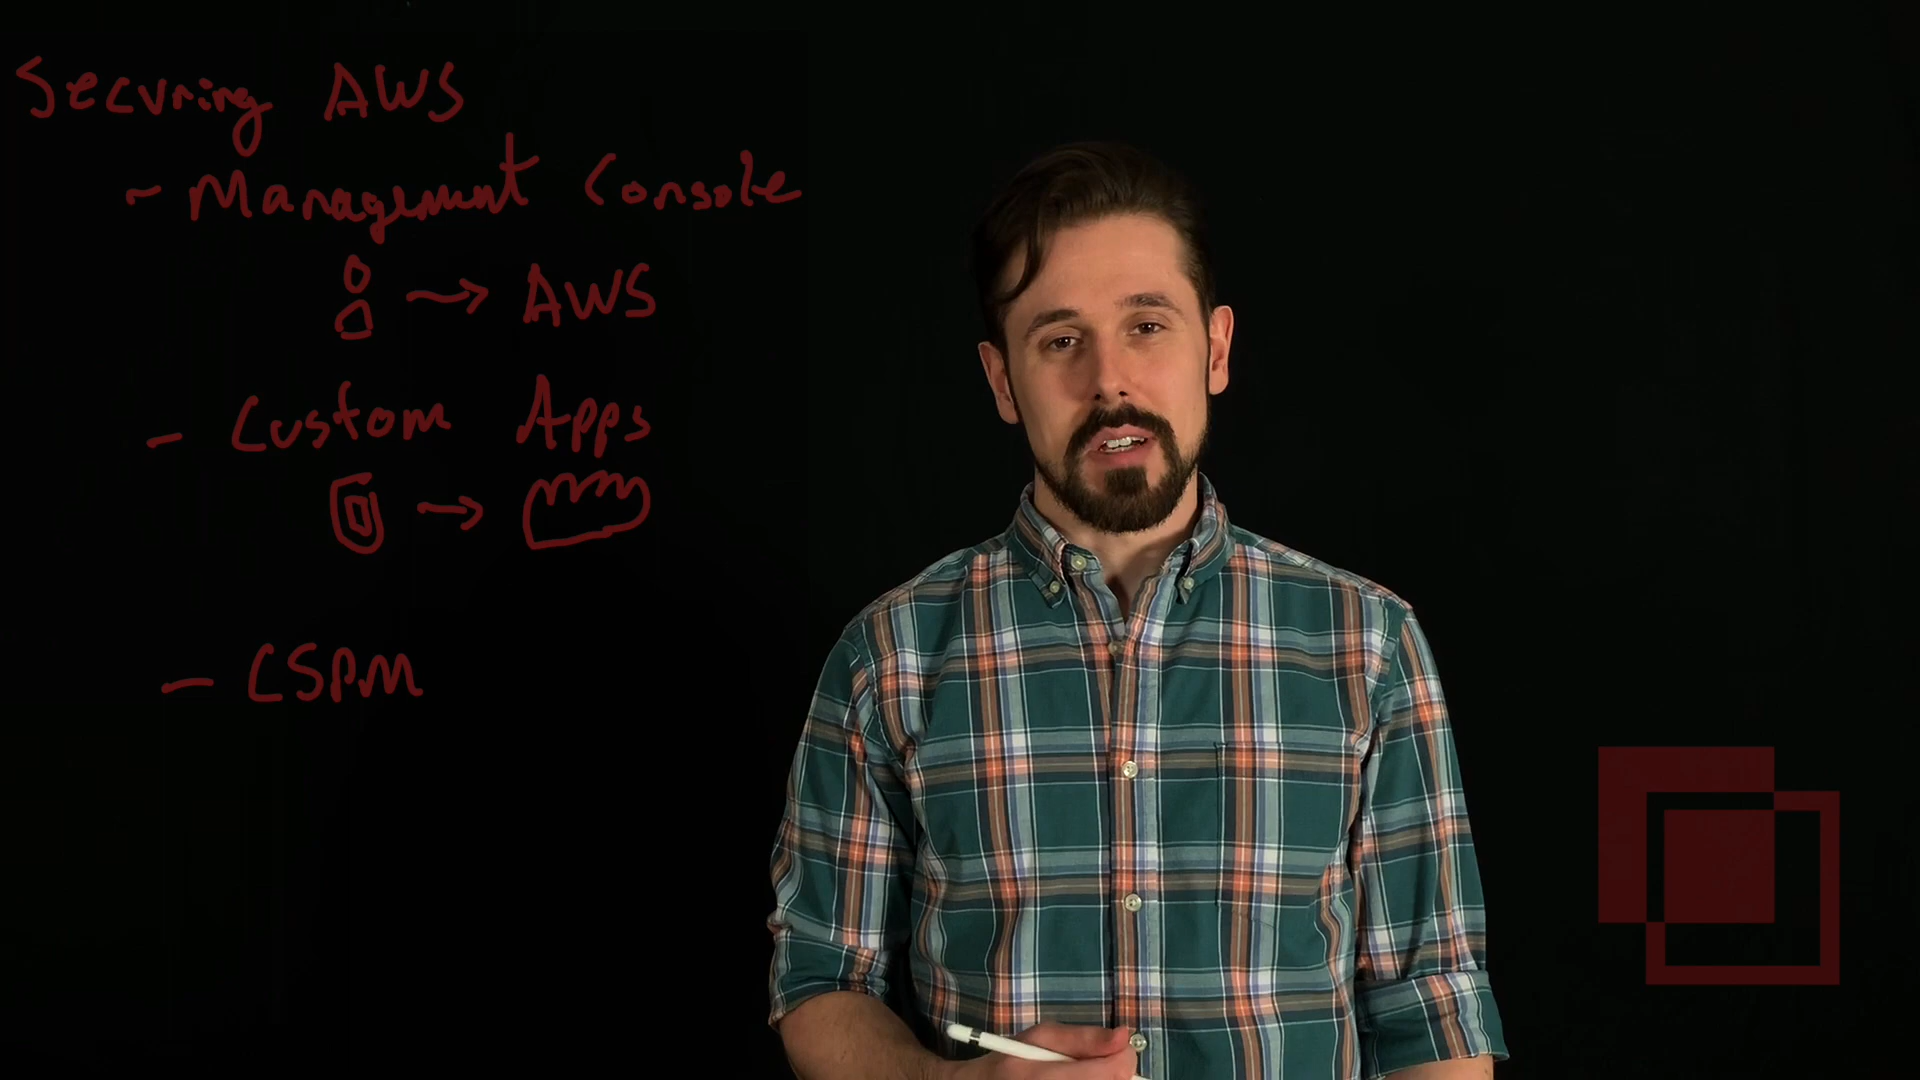 Securing AWS
- Management Console
→ AWS
- Custom Apps
→
- CSPM